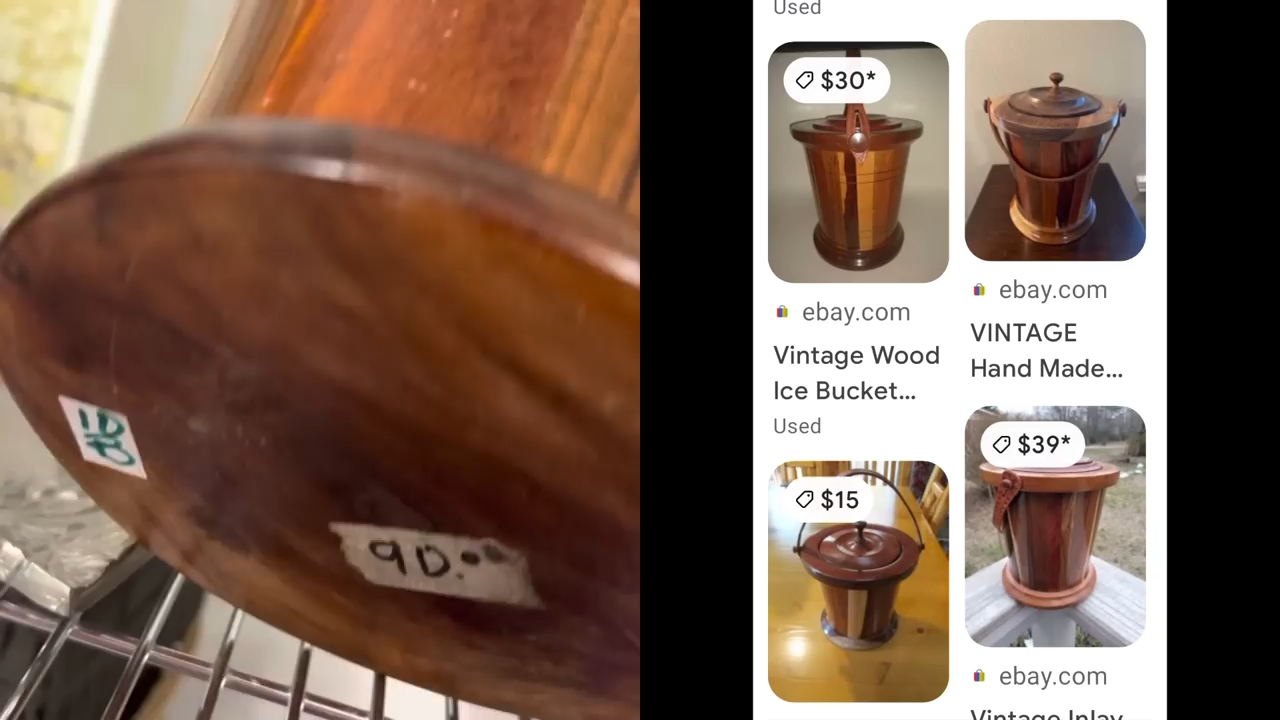 1D
90.⁰⁰
Used
$30*
ebay.com
Vintage Wood
Ice Bucket...
Used
$15
ebay.com
VINTAGE
Hand Made...
$39*
ebay.com
Vintage Inlay